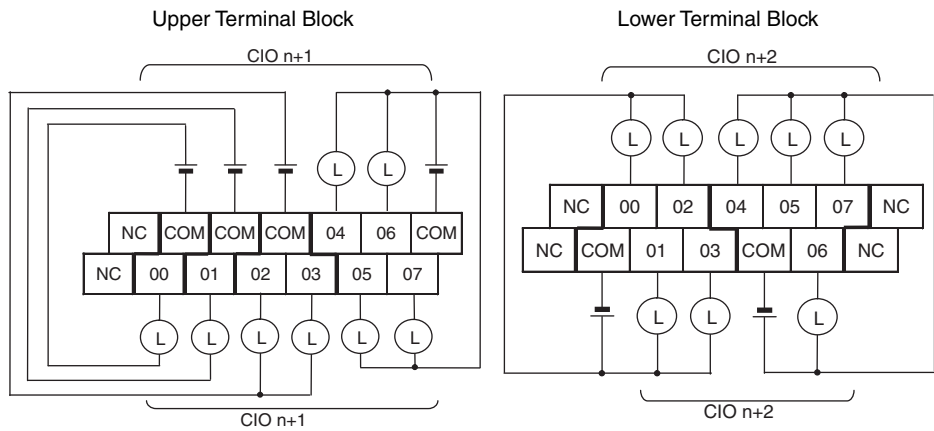 Upper Terminal Block
CIO n+1
L L
NC COM COM COM 04 06 COM
NC 00 01 02 03 05 07
L L L L L L
CIO n+1
Lower Terminal Block
CIO n+2
L L L L L
NC 00 02 04 05 07 NC
NC COM 01 03 COM 06 NC
L L L
CIO n+2